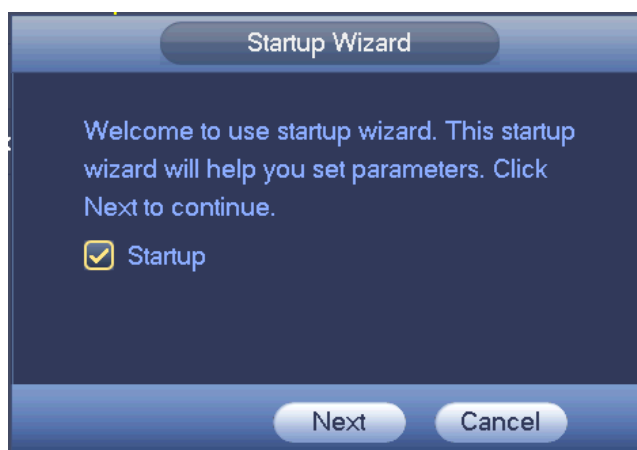 Startup Wizard
Welcome to use startup wizard. This startup
wizard will help you set parameters. Click
Next to continue.
Startup
Next Cancel